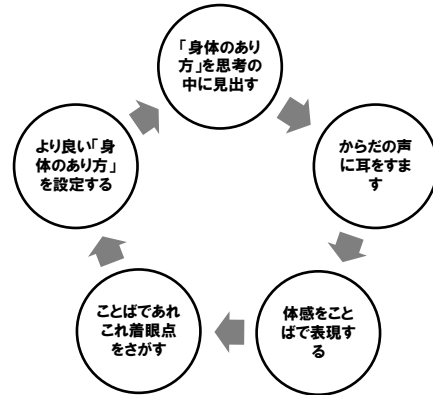 「身体のあり
方」を思考の
中に見出す
からだの声
に耳をすま
す
体感をこと
ばで表現す
る
ことばであれ
これ着眼点
をさがす
より良い「身
体のあり方」
を設定する